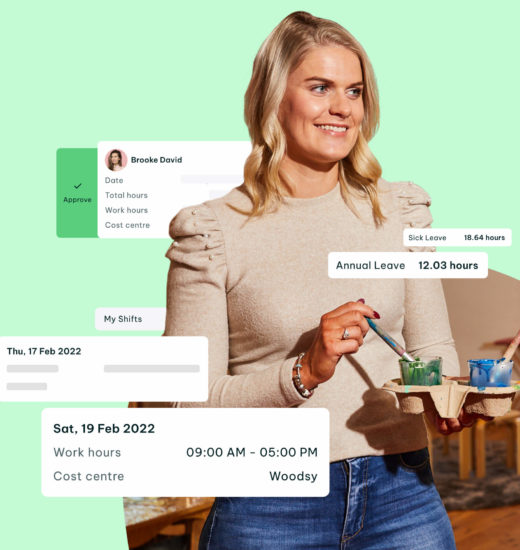 Brooke David
Date
Total hours
Work hours
Cost centre
Approve
Sick Leave 18.64 hours
Annual Leave 12.03 hours
My Shifts
Thu, 17 Feb 2022
Sat, 19 Feb 2022
Work hours 09:00 AM - 05:00 PM
Cost centre Woodsy